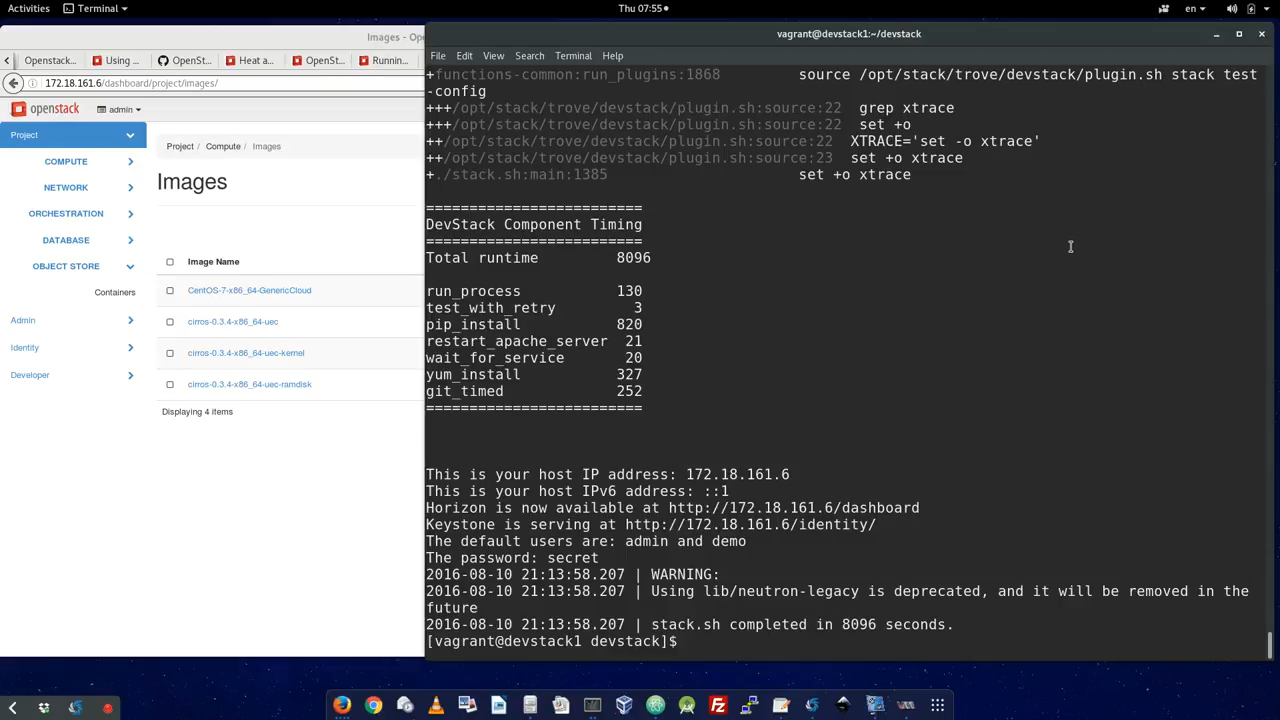 Activities
Terminal
Thu 07:55
en
Images - Op
vagrant@devstack1:~/devstack
Openstack...
Using ...
OpenSt...
Heat a...
OpenSt...
Runnin...
File Edit View Search Terminal Help
172.18.161.6/dashboard/project/images/
openstack
admin
Project
COMPUTE
NETWORK
ORCHESTRATION
DATABASE
OBJECT STORE
Containers
Admin
Identity
Developer
Project / Compute / Images
Images
Image Name
CentOS-7-x86_64-GenericCloud
cirros-0.3.4-x86_64-uec
cirros-0.3.4-x86_64-uec-kernel
cirros-0.3.4-x86_64-uec-ramdisk
Displaying 4 items
+functions-common:run_plugins:1868 source /opt/stack/trove/devstack/plugin.sh stack test
-config
+++/opt/stack/trove/devstack/plugin.sh:source:22 grep xtrace
+++/opt/stack/trove/devstack/plugin.sh:source:22 set +o
++/opt/stack/trove/devstack/plugin.sh:source:22 XTRACE='set -o xtrace'
++/opt/stack/trove/devstack/plugin.sh:source:23 set +o xtrace
+./stack.sh:main:1385 set +o xtrace
=========================
DevStack Component Timing
=========================
Total runtime 8096
run_process 130
test_with_retry 3
pip_install 820
restart_apache_server 21
wait_for_service 20
yum_install 327
git_timed 252
=========================
This is your host IP address: 172.18.161.6
This is your host IPv6 address: ::1
Horizon is now available at http://172.18.161.6/dashboard
Keystone is serving at http://172.18.161.6/identity/
The default users are: admin and demo
The password: secret
2016-08-10 21:13:58.207 | WARNING:
2016-08-10 21:13:58.207 | Using lib/neutron-legacy is deprecated, and it will be removed in the
future
2016-08-10 21:13:58.207 | stack.sh completed in 8096 seconds.
[vagrant@devstack1 devstack]$